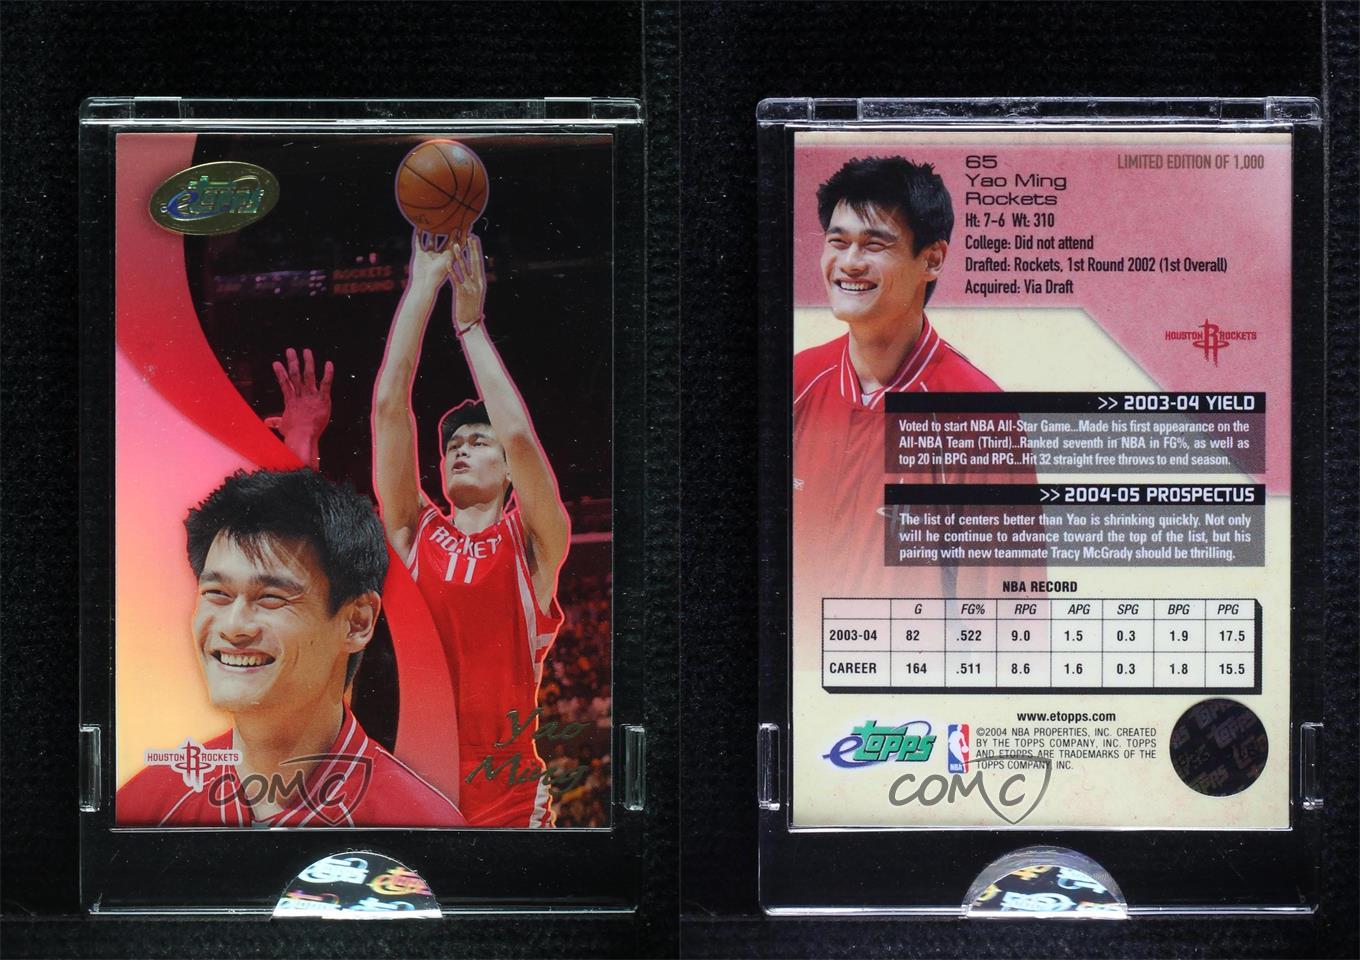 etopps
ROCKETS
REBOUND
ROCKETS
11
Yao
Ming
HOUSTON ROCKETS
COMC
65
LIMITED EDITION OF 1,000
Yao Ming
Rockets
Ht: 7-6 Wt: 310
College: Did not attend
Drafted: Rockets, 1st Round 2002 (1st Overall)
Acquired: Via Draft
HOUSTON ROCKETS
>> 2003-04 YIELD
Voted to start NBA All-Star Game...Made his first appearance on the
All-NBA Team (Third)...Ranked seventh in NBA in FG%, as well as
top 20 in BPG and RPG...Hit 32 straight free throws to end season.
>> 2004-05 PROSPECTUS
The list of centers better than Yao is shrinking quickly. Not only
will he continue to advance toward the top of the list, but his
pairing with new teammate Tracy McGrady should be thrilling.
NBA RECORD
G FG% RPG APG SPG BPG PPG
2003-04 82 .522 9.0 1.5 0.3 1.9 17.5
CAREER 164 .511 8.6 1.6 0.3 1.8 15.5
www.etopps.com
etopps
NBA
©2004 NBA PROPERTIES, INC. CREATED
BY THE TOPPS COMPANY, INC. TOPPS
AND ETOPPS ARE TRADEMARKS OF THE
TOPPS COMPANY, INC.
COMC
etopps